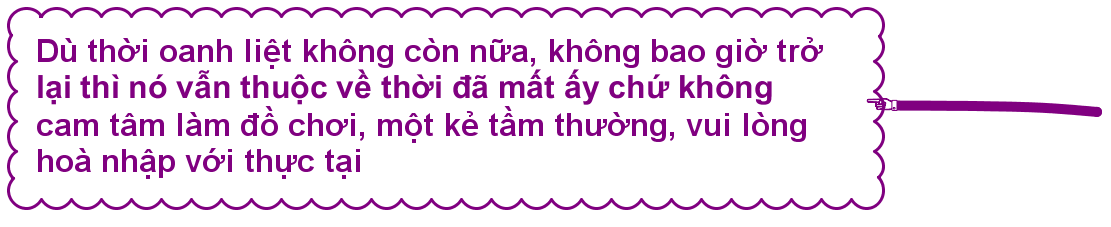 Dù thời oanh liệt không còn nữa, không bao giờ trở
lại thì nó vẫn thuộc về thời đã mất ấy chứ không
cam tâm làm đồ chơi, một kẻ tầm thường, vui lòng
hoà nhập với thực tại